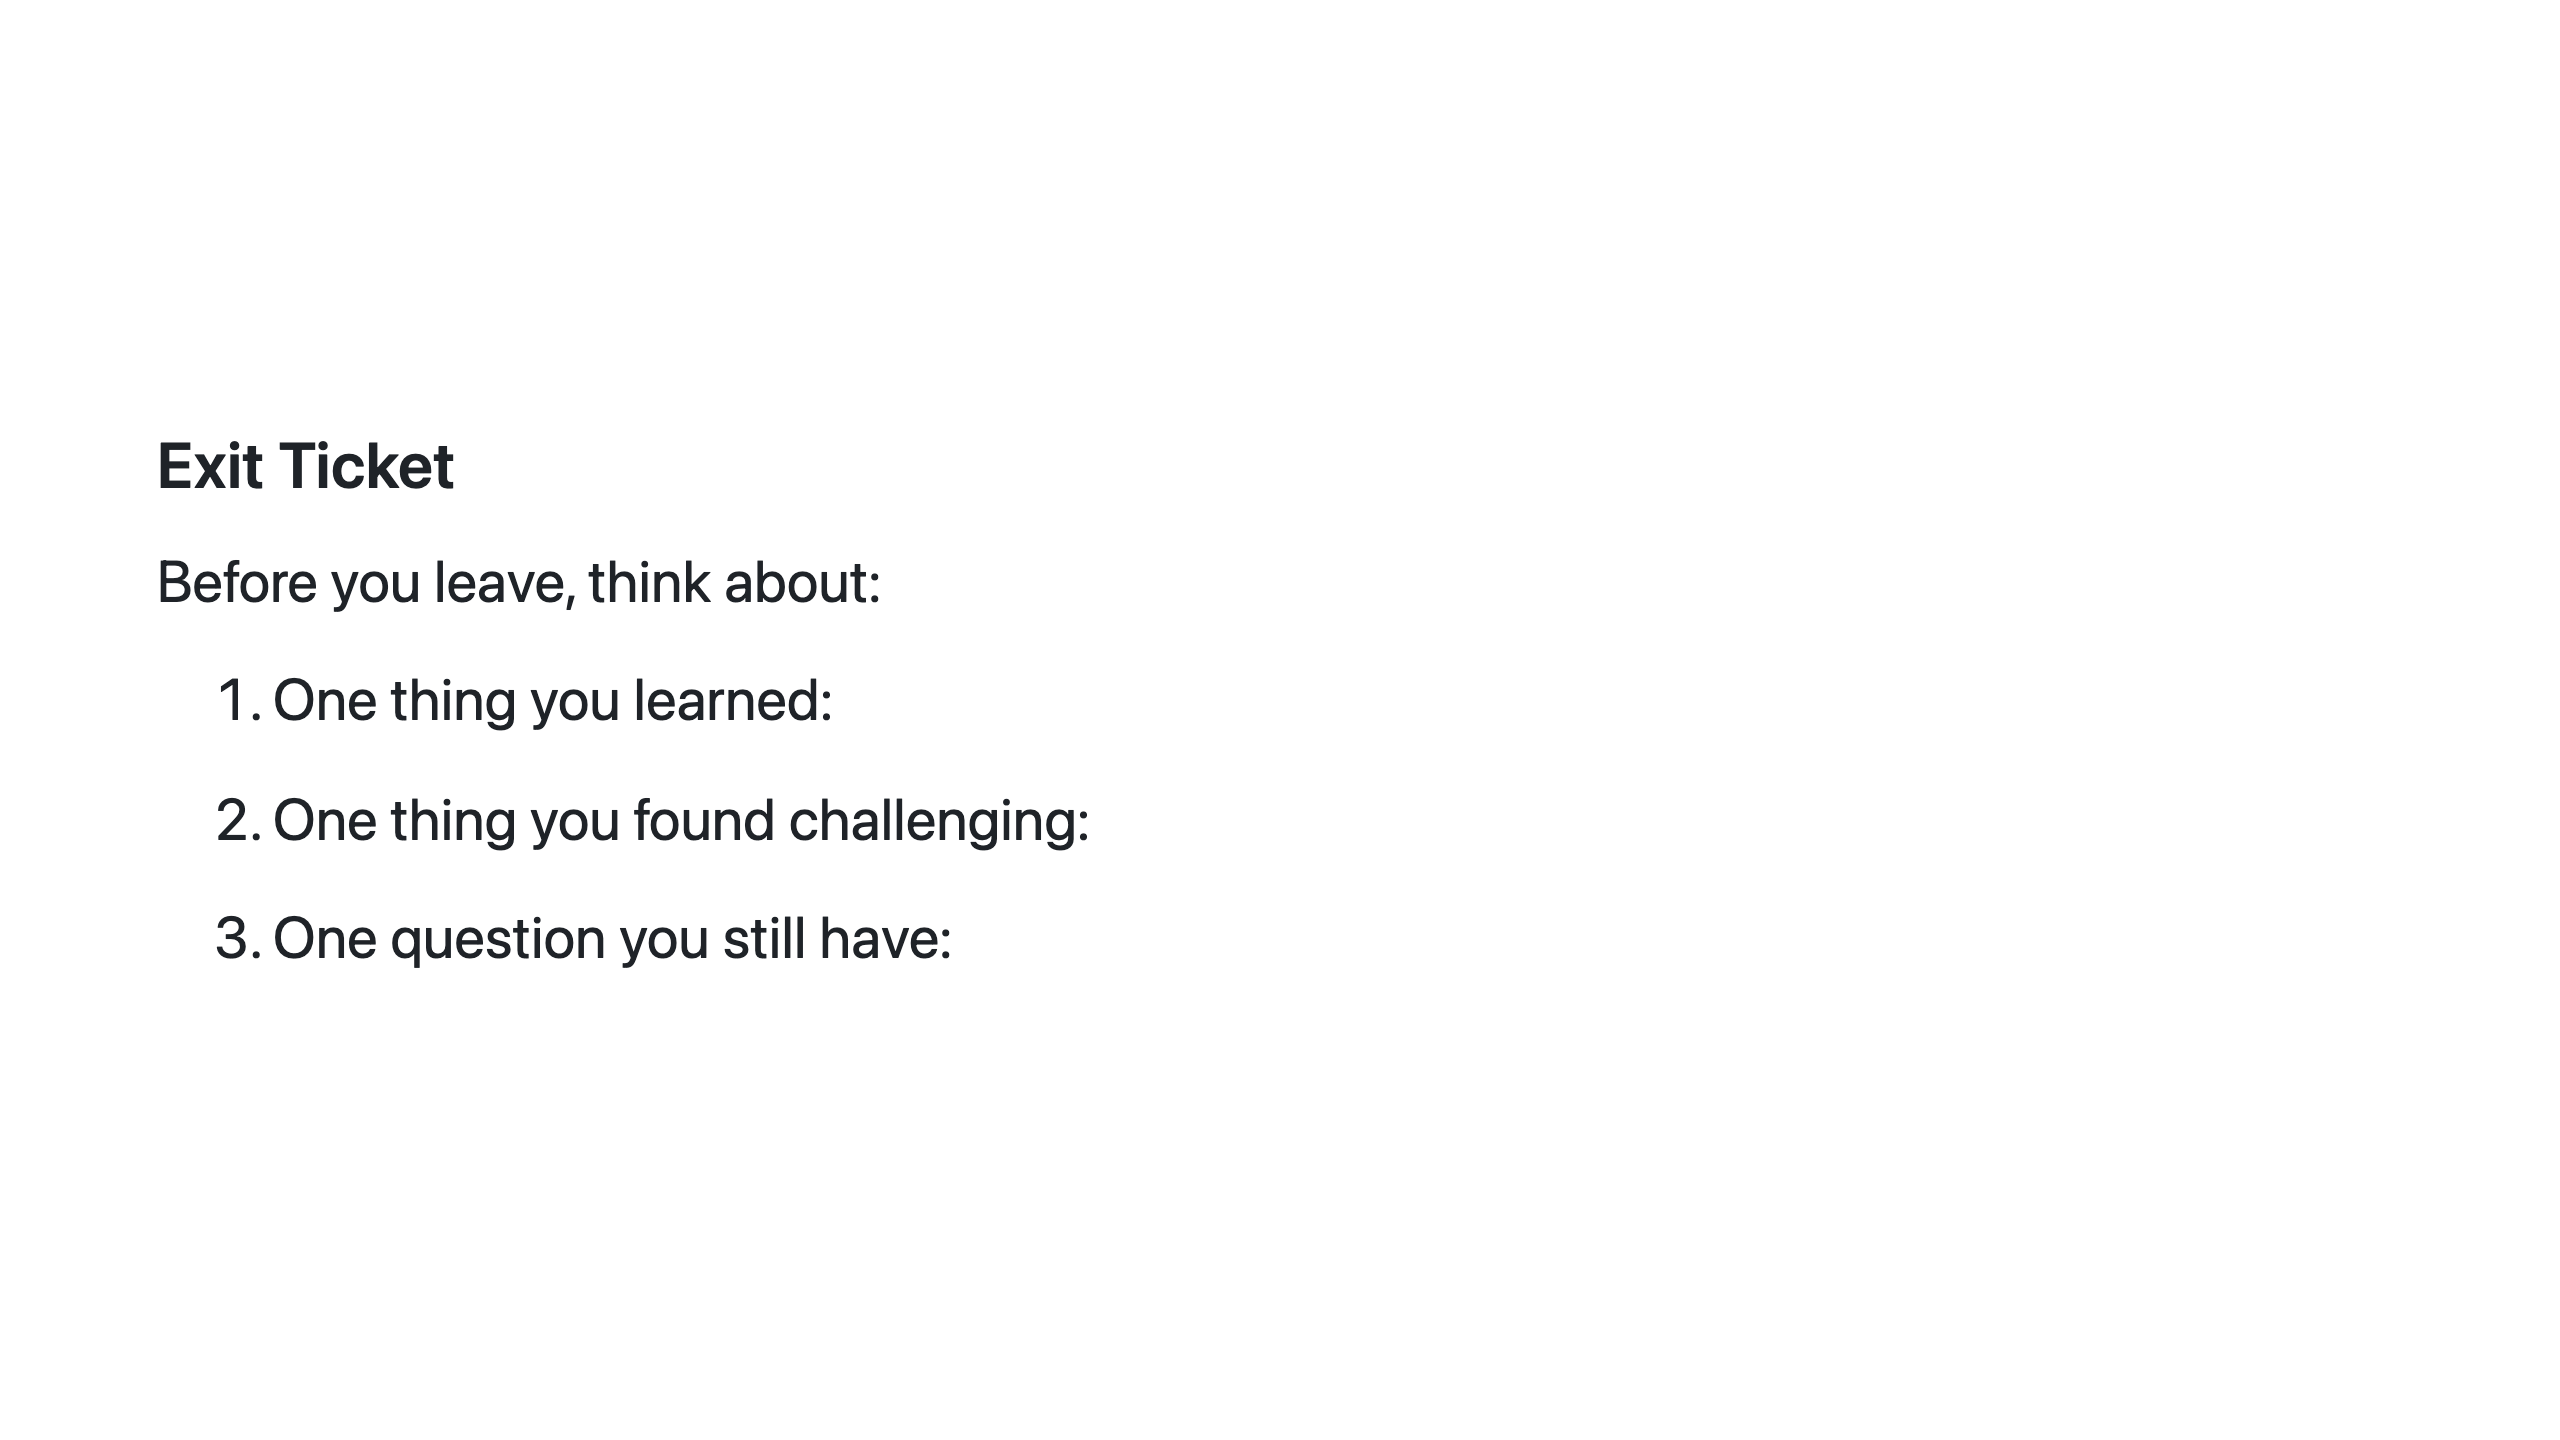 Exit Ticket
Before you leave, think about:
1. One thing you learned:
2. One thing you found challenging:
3. One question you still have: